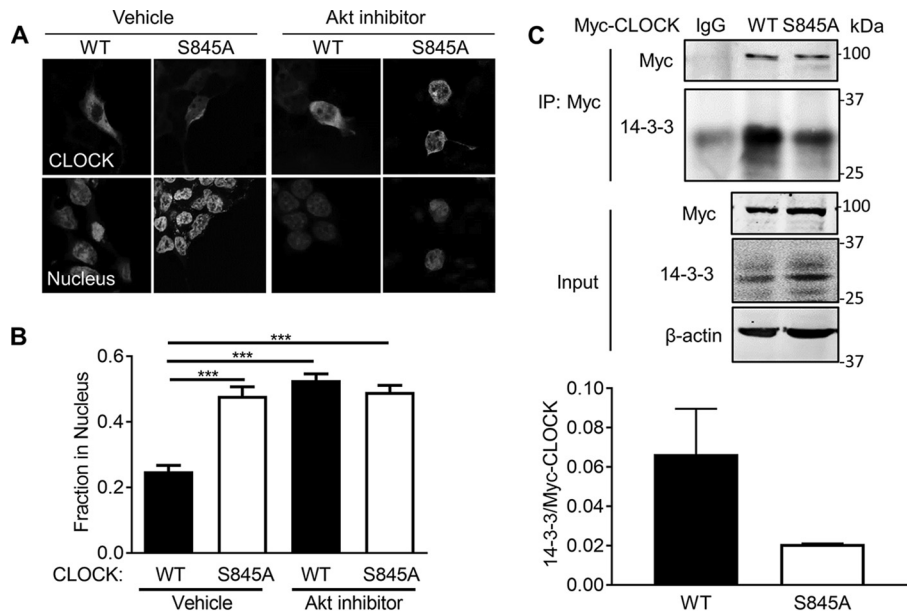 A
Vehicle Akt inhibitor
WT S845A WT S845A
CLOCK
Nucleus
B
*** 
***
***
Fraction in Nucleus
0.6
0.4
0.2
0.0
CLOCK: WT S845A WT S845A
Vehicle Akt inhibitor
C
Myc-CLOCK IgG WT S845A kDa
IP: Myc
Myc
100
37
14-3-3
25
Input
Myc
100
37
14-3-3
25
β-actin
37
14-3-3/Myc-CLOCK
0.10
0.08
0.06
0.04
0.02
0.00
WT S845A